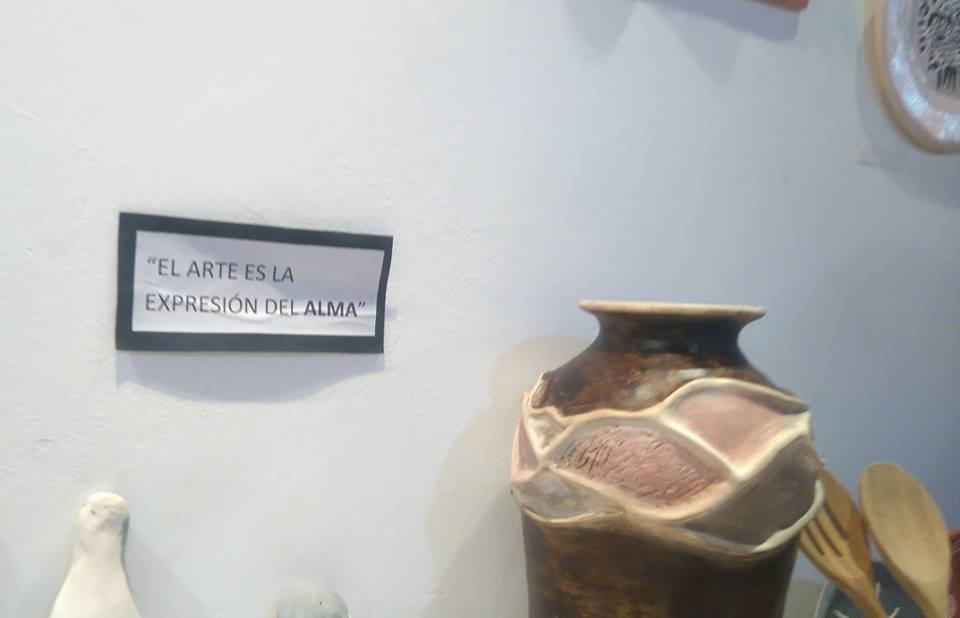 “EL ARTE ES LA
EXPRESIÓN DEL ALMA”